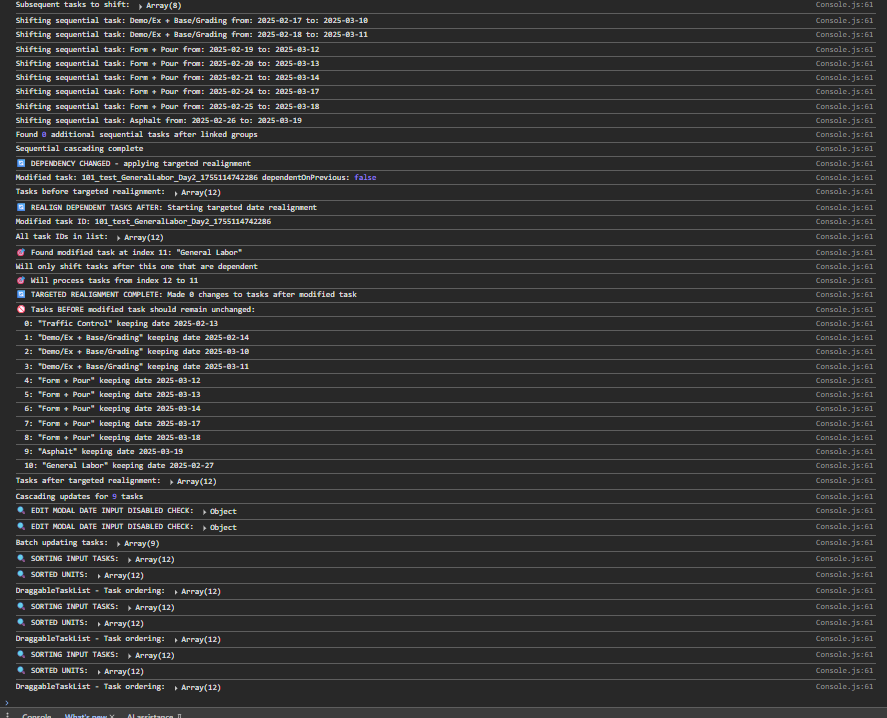 Subsequent tasks to shift: ▸ Array(8) Console.js:61
Shifting sequential task: Demo/Ex + Base/Grading from: 2025-02-17 to: 2025-03-10 Console.js:61
Shifting sequential task: Demo/Ex + Base/Grading from: 2025-02-18 to: 2025-03-11 Console.js:61
Shifting sequential task: Form + Pour from: 2025-02-19 to: 2025-03-12 Console.js:61
Shifting sequential task: Form + Pour from: 2025-02-20 to: 2025-03-13 Console.js:61
Shifting sequential task: Form + Pour from: 2025-02-21 to: 2025-03-14 Console.js:61
Shifting sequential task: Form + Pour from: 2025-02-24 to: 2025-03-17 Console.js:61
Shifting sequential task: Form + Pour from: 2025-02-25 to: 2025-03-18 Console.js:61
Shifting sequential task: Asphalt from: 2025-02-26 to: 2025-03-19 Console.js:61
Found 0 additional sequential tasks after linked groups Console.js:61
Sequential cascading complete Console.js:61
DEPENDENCY CHANGED - applying targeted realignment Console.js:61
Modified task: 101_test_GeneralLabor_Day2_1755114742286 dependentOnPrevious: false Console.js:61
Tasks before targeted realignment: ▸ Array(12) Console.js:61
REALIGN DEPENDENT TASKS AFTER: Starting targeted date realignment Console.js:61
Modified task ID: 101_test_GeneralLabor_Day2_1755114742286 Console.js:61
All task IDs in list: ▸ Array(12) Console.js:61
🎯 Found modified task at index 11: "General Labor" Console.js:61
Will only shift tasks after this one that are dependent Console.js:61
🎯 Will process tasks from index 12 to 11 Console.js:61
TARGETED REALIGNMENT COMPLETE: Made 0 changes to tasks after modified task Console.js:61
🚫 Tasks BEFORE modified task should remain unchanged: Console.js:61
0: "Traffic Control" keeping date 2025-02-13 Console.js:61
1: "Demo/Ex + Base/Grading" keeping date 2025-02-14 Console.js:61
2: "Demo/Ex + Base/Grading" keeping date 2025-03-10 Console.js:61
3: "Demo/Ex + Base/Grading" keeping date 2025-03-11 Console.js:61
4: "Form + Pour" keeping date 2025-03-12 Console.js:61
5: "Form + Pour" keeping date 2025-03-13 Console.js:61
6: "Form + Pour" keeping date 2025-03-14 Console.js:61
7: "Form + Pour" keeping date 2025-03-17 Console.js:61
8: "Form + Pour" keeping date 2025-03-18 Console.js:61
9: "Asphalt" keeping date 2025-03-19 Console.js:61
10: "General Labor" keeping date 2025-02-27 Console.js:61
Tasks after targeted realignment: ▸ Array(12) Console.js:61
Cascading updates for 9 tasks Console.js:61
🔍 EDIT MODAL DATE INPUT DISABLED CHECK: ▸ Object Console.js:61
🔍 EDIT MODAL DATE INPUT DISABLED CHECK: ▸ Object Console.js:61
Batch updating tasks: ▸ Array(9) Console.js:61
🔍 SORTING INPUT TASKS: ▸ Array(12) Console.js:61
🔍 SORTED UNITS: ▸ Array(12) Console.js:61
DraggableTaskList - Task ordering: ▸ Array(12) Console.js:61
🔍 SORTING INPUT TASKS: ▸ Array(12) Console.js:61
🔍 SORTED UNITS: ▸ Array(12) Console.js:61
DraggableTaskList - Task ordering: ▸ Array(12) Console.js:61
🔍 SORTING INPUT TASKS: ▸ Array(12) Console.js:61
🔍 SORTED UNITS: ▸ Array(12) Console.js:61
DraggableTaskList - Task ordering: ▸ Array(12) Console.js:61
Console What's new × AI assistance